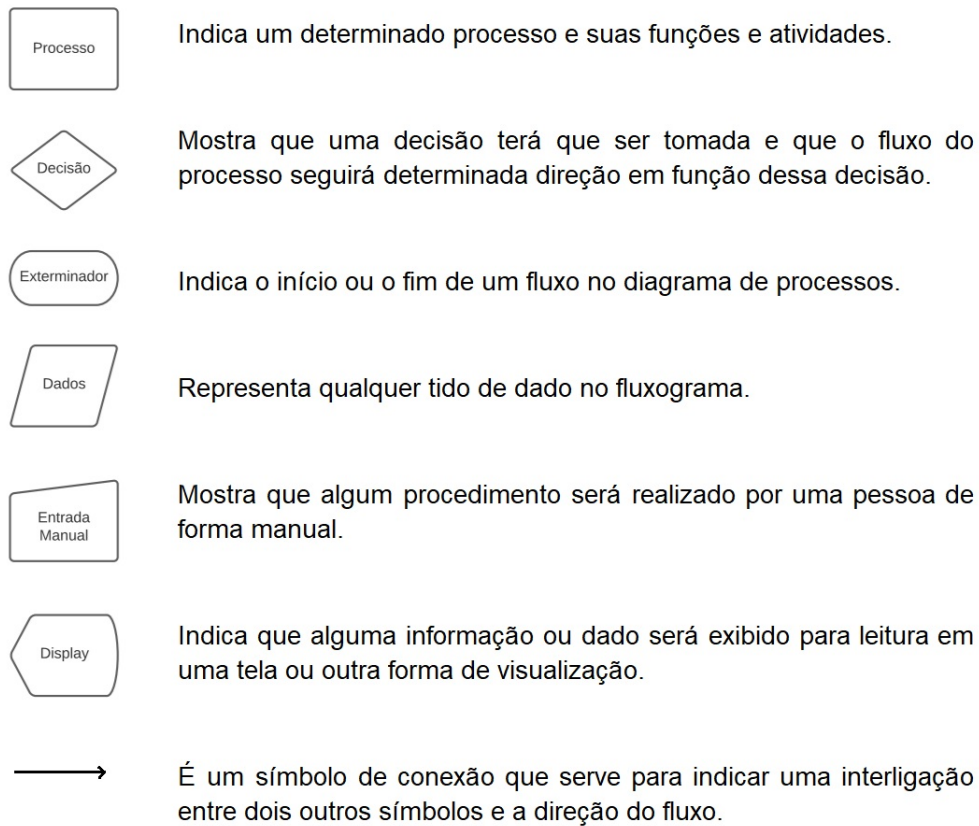 Processo
Indica um determinado processo e suas funções e atividades.
Decisão
Mostra que uma decisão terá que ser tomada e que o fluxo do
processo seguirá determinada direção em função dessa decisão.
Exterminador
Indica o início ou o fim de um fluxo no diagrama de processos.
Dados
Representa qualquer tido de dado no fluxograma.
Entrada
Manual
Mostra que algum procedimento será realizado por uma pessoa de
forma manual.
Display
Indica que alguma informação ou dado será exibido para leitura em
uma tela ou outra forma de visualização.
É um símbolo de conexão que serve para indicar uma interligação
entre dois outros símbolos e a direção do fluxo.